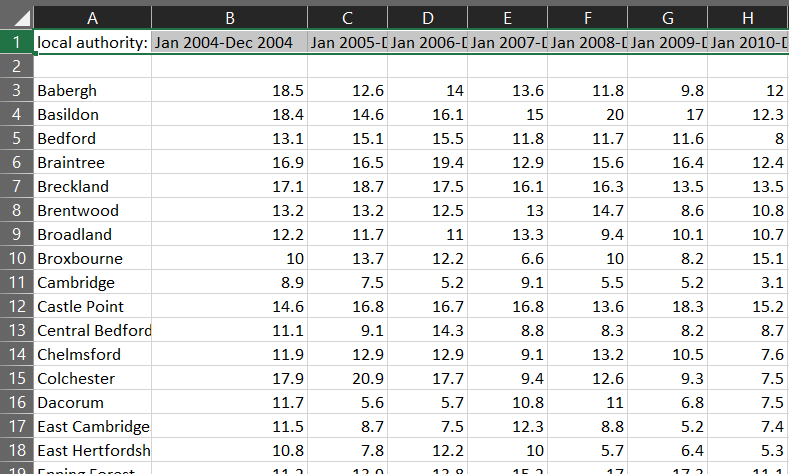 A B C D E F G H
1 local authority: Jan 2004-Dec 2004 Jan 2005-D Jan 2006-D Jan 2007-D Jan 2008-D Jan 2009-D Jan 2010-D
2
3 Babergh 18.5 12.6 14 13.6 11.8 9.8 12
4 Basildon 18.4 14.6 16.1 15 20 17 12.3
5 Bedford 13.1 15.1 15.5 11.8 11.7 11.6 8
6 Braintree 16.9 16.5 19.4 12.9 15.6 16.4 12.4
7 Breckland 17.1 18.7 17.5 16.1 16.3 13.5 13.5
8 Brentwood 13.2 13.2 12.5 13 14.7 8.6 10.8
9 Broadland 12.2 11.7 11 13.3 9.4 10.1 10.7
10 Broxbourne 10 13.7 12.2 6.6 10 8.2 15.1
11 Cambridge 8.9 7.5 5.2 9.1 5.5 5.2 3.1
12 Castle Point 14.6 16.8 16.7 16.8 13.6 18.3 15.2
13 Central Bedford 11.1 9.1 14.3 8.8 8.3 8.2 8.7
14 Chelmsford 11.9 12.9 12.9 9.1 13.2 10.5 7.6
15 Colchester 17.9 20.9 17.7 9.4 12.6 9.3 7.5
16 Dacorum 11.7 5.6 5.7 10.8 11 6.8 7.5
17 East Cambridge 11.5 8.7 7.5 12.3 8.8 5.2 7.4
18 East Hertfordsh 10.8 7.8 12.2 10 5.7 6.4 5.3